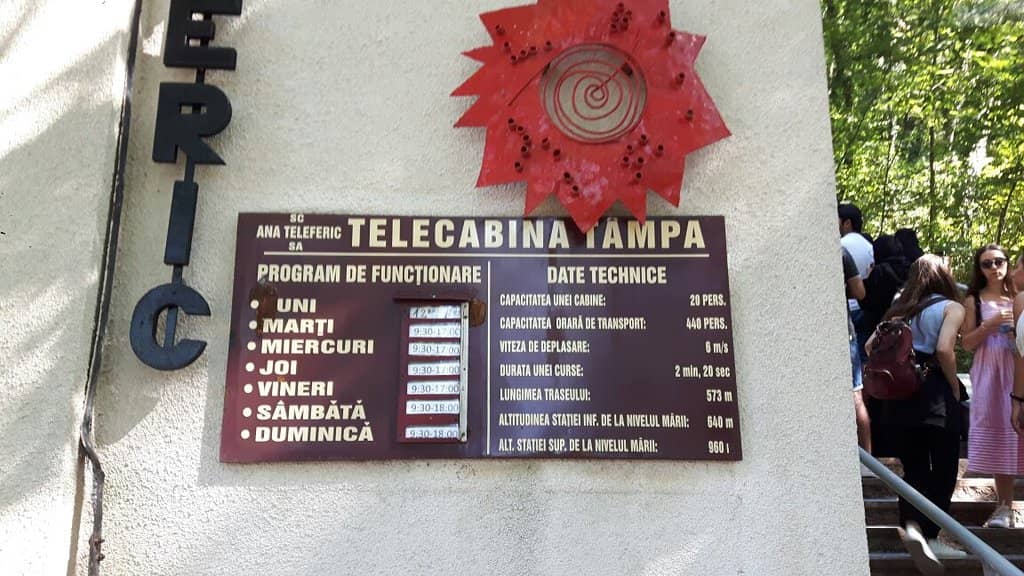 ERIC
SC
ANA TELEFERIC
SA
TELECABINA TÂMPA
PROGRAM DE FUNCȚIONARE
• LUNI
• MARȚI 9:30-17:00
• MIERCURI 9:30-17:00
• JOI 9:30-17:00
• VINERI 9:30-17:00
• SÂMBĂTĂ 9:30-18:00
• DUMINICĂ 9:30-18:00
DATE TECHNICE
CAPACITATEA UNEI CABINE: 20 PERS.
CAPACITATEA ORARĂ DE TRANSPORT: 440 PERS.
VITEZA DE DEPLASARE: 6 m/s
DURATA UNEI CURSE: 2 min, 20 sec
LUNGIMEA TRASEULUI: 573 m
ALTITUDINEA STAȚIEI INF. DE LA NIVELUL MĂRII: 640 m
ALT. STAȚIEI SUP. DE LA NIVELUL MĂRII: 960